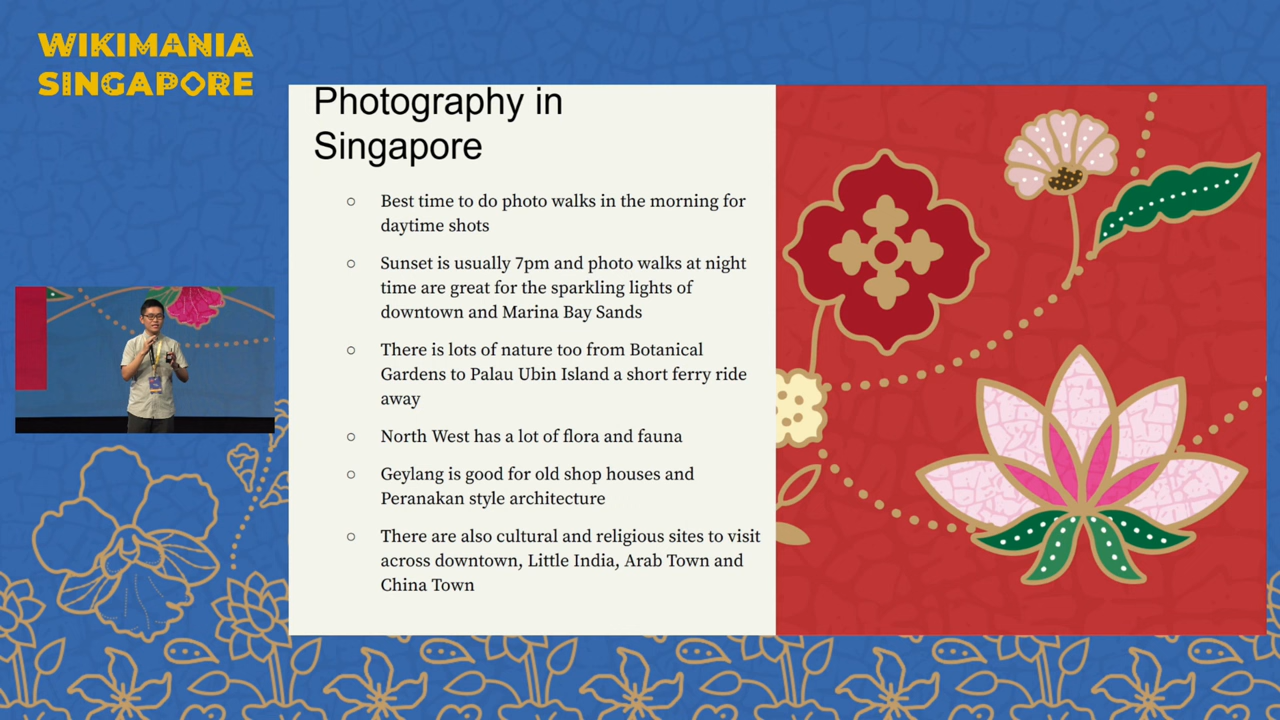 WIKIMANIA
SINGAPORE
Photography in
Singapore
○ Best time to do photo walks in the morning for
daytime shots
○ Sunset is usually 7pm and photo walks at night
time are great for the sparkling lights of
downtown and Marina Bay Sands
○ There is lots of nature too from Botanical
Gardens to Palau Ubin Island a short ferry ride
away
○ North West has a lot of flora and fauna
○ Geylang is good for old shop houses and
Peranakan style architecture
○ There are also cultural and religious sites to visit
across downtown, Little India, Arab Town and
China Town